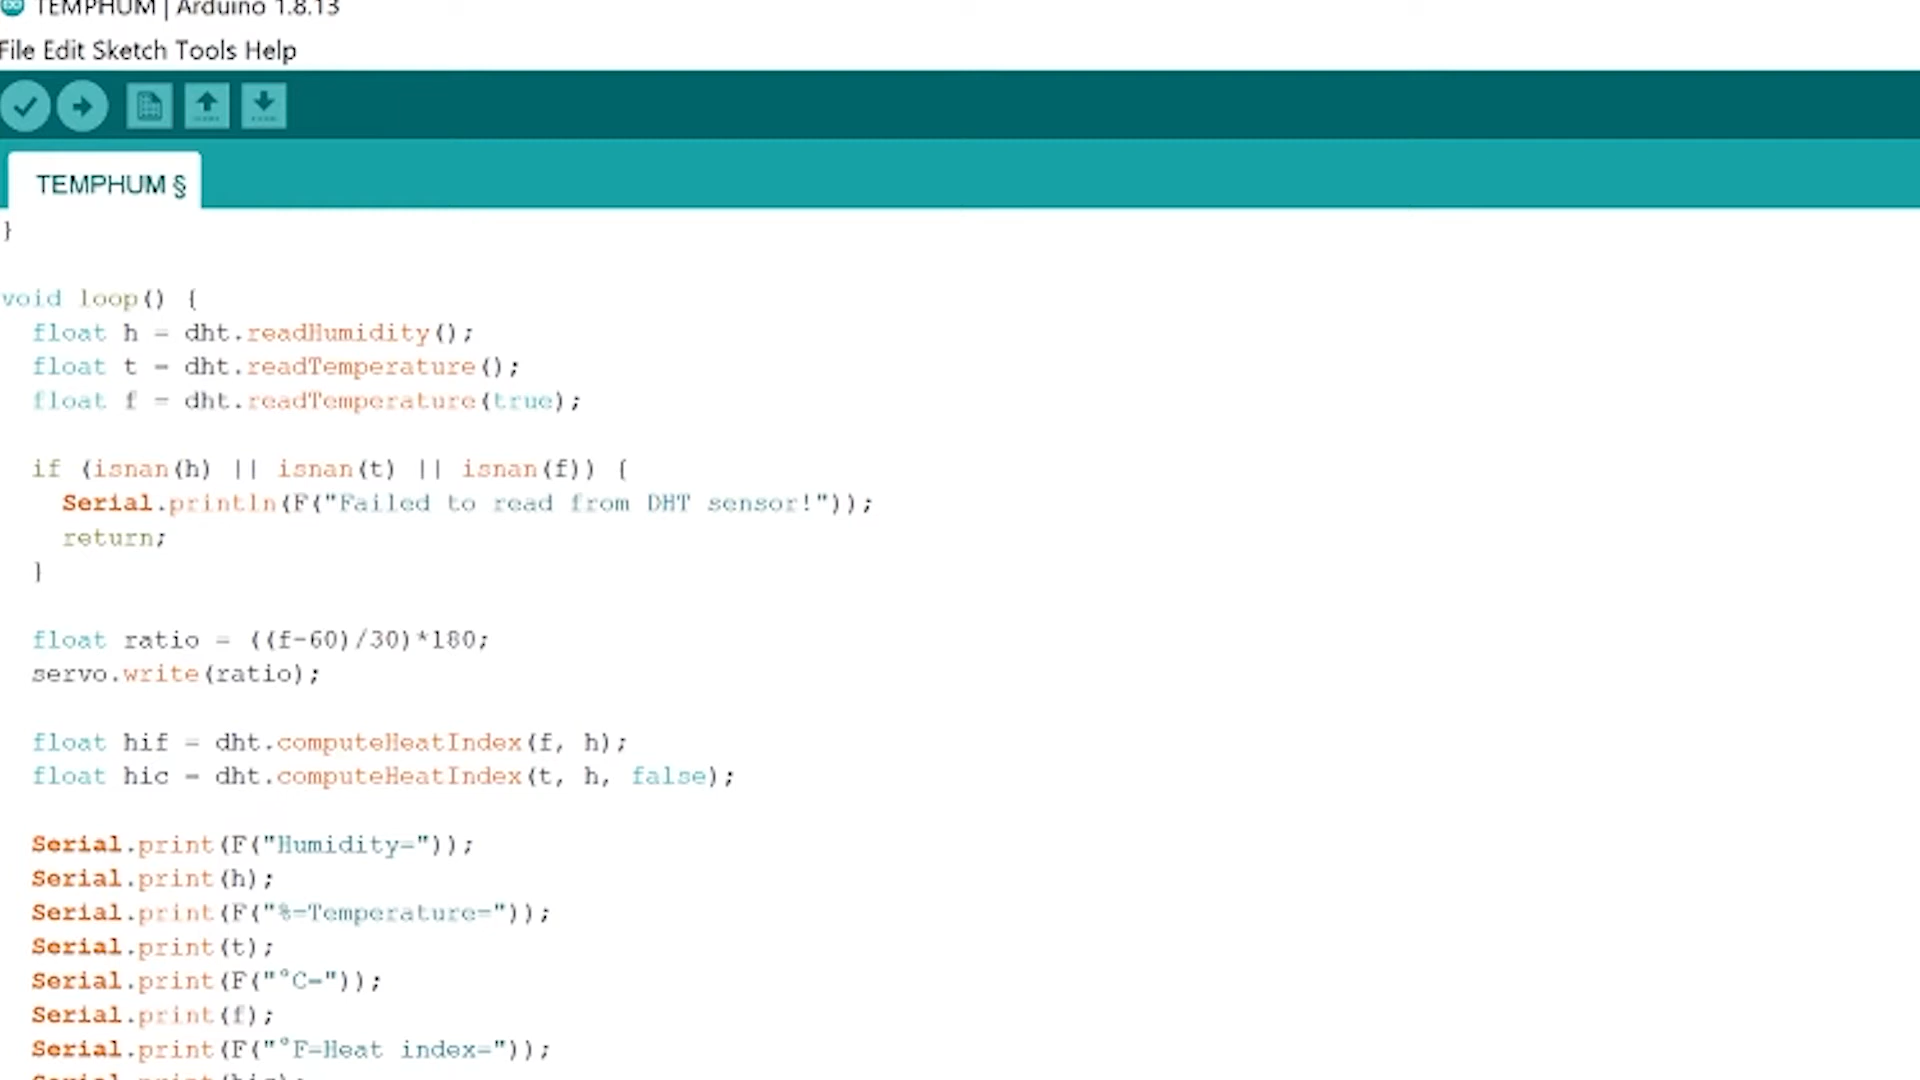 TEMPHUM | Arduino 1.8.13
File Edit Sketch Tools Help
TEMPHUM §
}
void loop() {
float h = dht.readHumidity();
float t = dht.readTemperature();
float f = dht.readTemperature(true);
if (isnan(h) || isnan(t) || isnan(f)) {
Serial.println(F("Failed to read from DHT sensor!"));
return;
}
float ratio = ((f-60)/30)*180;
servo.write(ratio);
float hif = dht.computeHeatIndex(f, h);
float hic = dht.computeHeatIndex(t, h, false);
Serial.print(F("Humidity="));
Serial.print(h);
Serial.print(F("%=Temperature="));
Serial.print(t);
Serial.print(F("°C="));
Serial.print(f);
Serial.print(F("°F=Heat index="));